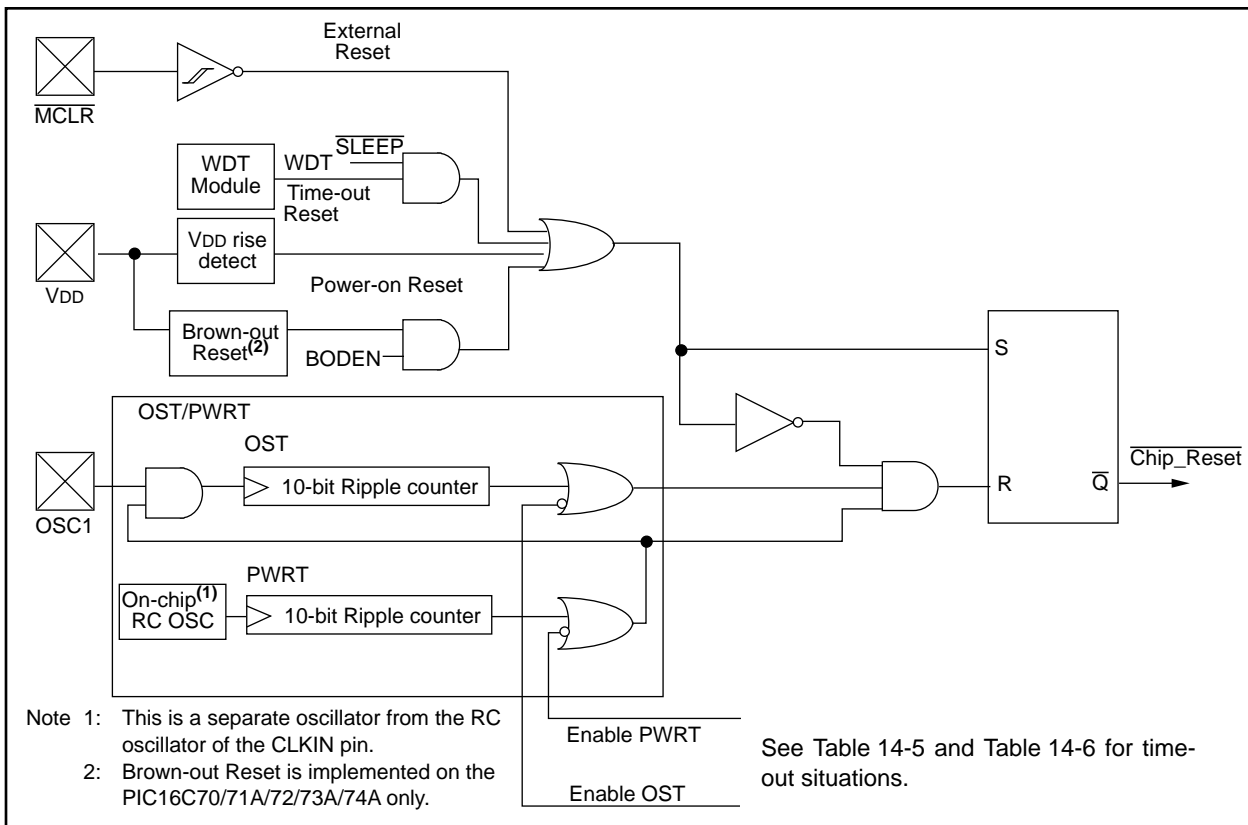 External
Reset
MCLR
SLEEP
WDT
Module
WDT
Time-out
Reset
VDD rise
detect
VDD
Power-on Reset
Brown-out
Reset(2)
BODEN
S
OST/PWRT
OST
Chip_Reset
10-bit Ripple counter
R
Q
OSC1
PWRT
On-chip(1)
RC OSC
10-bit Ripple counter
Note 1: This is a separate oscillator from the RC
oscillator of the CLKIN pin.
2: Brown-out Reset is implemented on the
PIC16C70/71A/72/73A/74A only.
Enable PWRT
Enable OST
See Table 14-5 and Table 14-6 for time-
out situations.